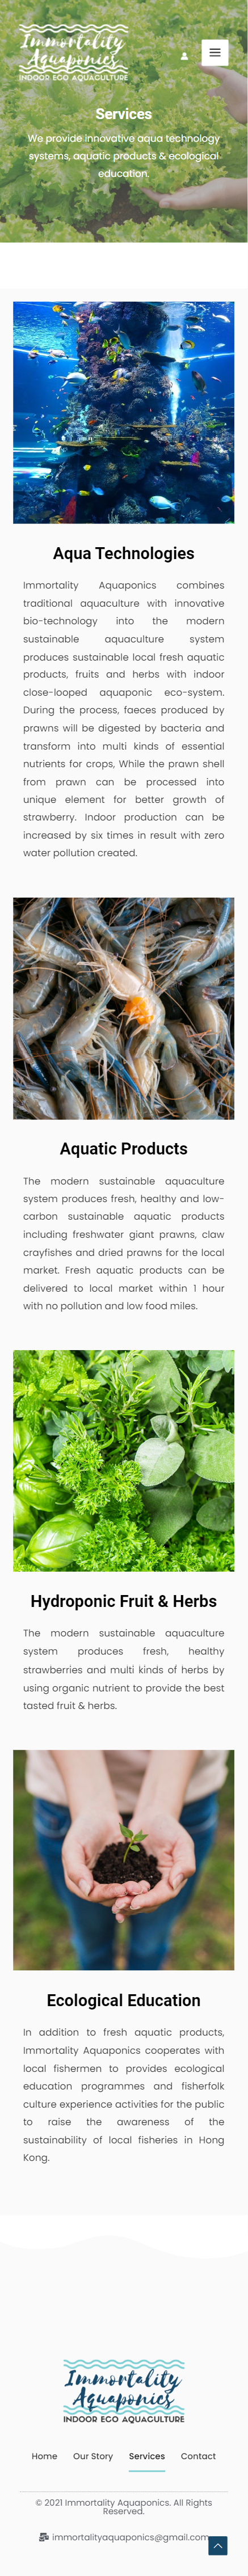 Immortality
Aquaponics
INDOOR ECO AQUACULTURE
Services
We provide innovative aqua technology
systems, aquatic products & ecological
education.
Aqua Technologies
Immortality Aquaponics combines
traditional aquaculture with innovative
bio-technology into the modern
sustainable aquaculture system
produces sustainable local fresh aquatic
products, fruits and herbs with indoor
close-looped aquaponic eco-system.
During the process, faeces produced by
prawns will be digested by bacteria and
transform into multi kinds of essential
nutrients for crops, While the prawn shell
from prawn can be processed into
unique element for better growth of
strawberry. Indoor production can be
increased by six times in result with zero
water pollution created.
Aquatic Products
The modern sustainable aquaculture
system produces fresh, healthy and low-
carbon sustainable aquatic products
including freshwater giant prawns, claw
crayfishes and dried prawns for the local
market. Fresh aquatic products can be
delivered to local market within 1 hour
with no pollution and low food miles.
Hydroponic Fruit & Herbs
The modern sustainable aquaculture
system produces fresh, healthy
strawberries and multi kinds of herbs by
using organic nutrient to provide the best
tasted fruit & herbs.
Ecological Education
In addition to fresh aquatic products,
Immortality Aquaponics cooperates with
local fishermen to provides ecological
education programmes and fisherfolk
culture experience activities for the public
to raise the awareness of the
sustainability of local fisheries in Hong
Kong.
Immortality
Aquaponics
INDOOR ECO AQUACULTURE
Home Our Story Services Contact
© 2021 Immortality Aquaponics. All Rights
Reserved.
immortalityaquaponics@gmail.com